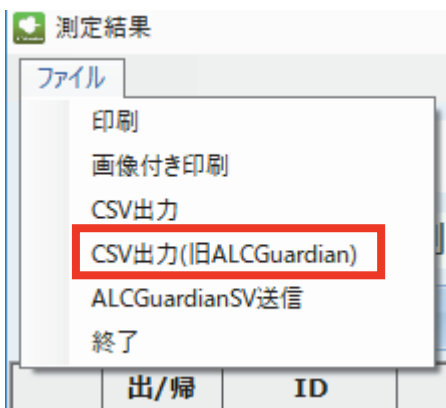 測定結果
ファイル
印刷
画像付き印刷
CSV出力
CSV出力(旧ALCGuardian)
ALCGuardianSV送信
終了
出/帰 ID